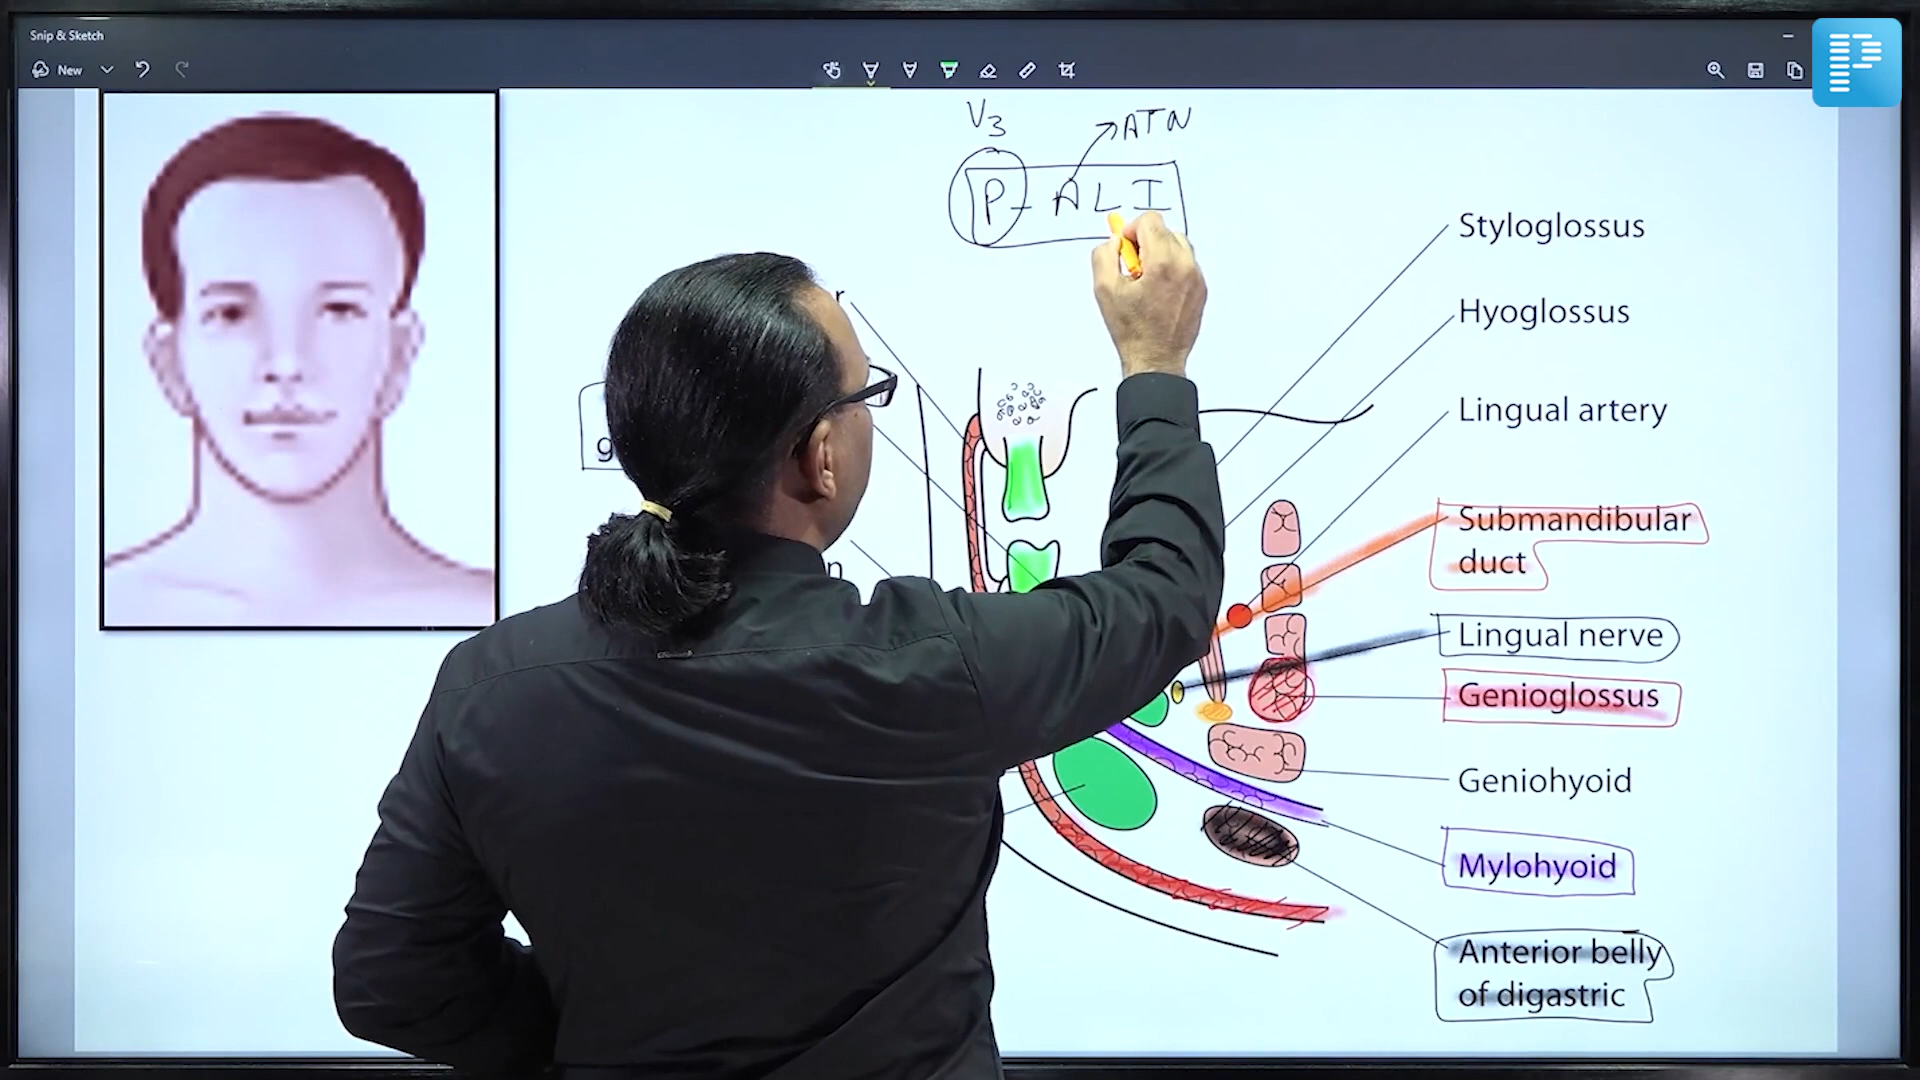 Snip & Sketch
New
V3
ATN
P - A L I
r
g
n
Styloglossus
Hyoglossus
Lingual artery
Submandibular
duct
Lingual nerve
Genioglossus
Geniohyoid
Mylohyoid
Anterior belly
of digastric